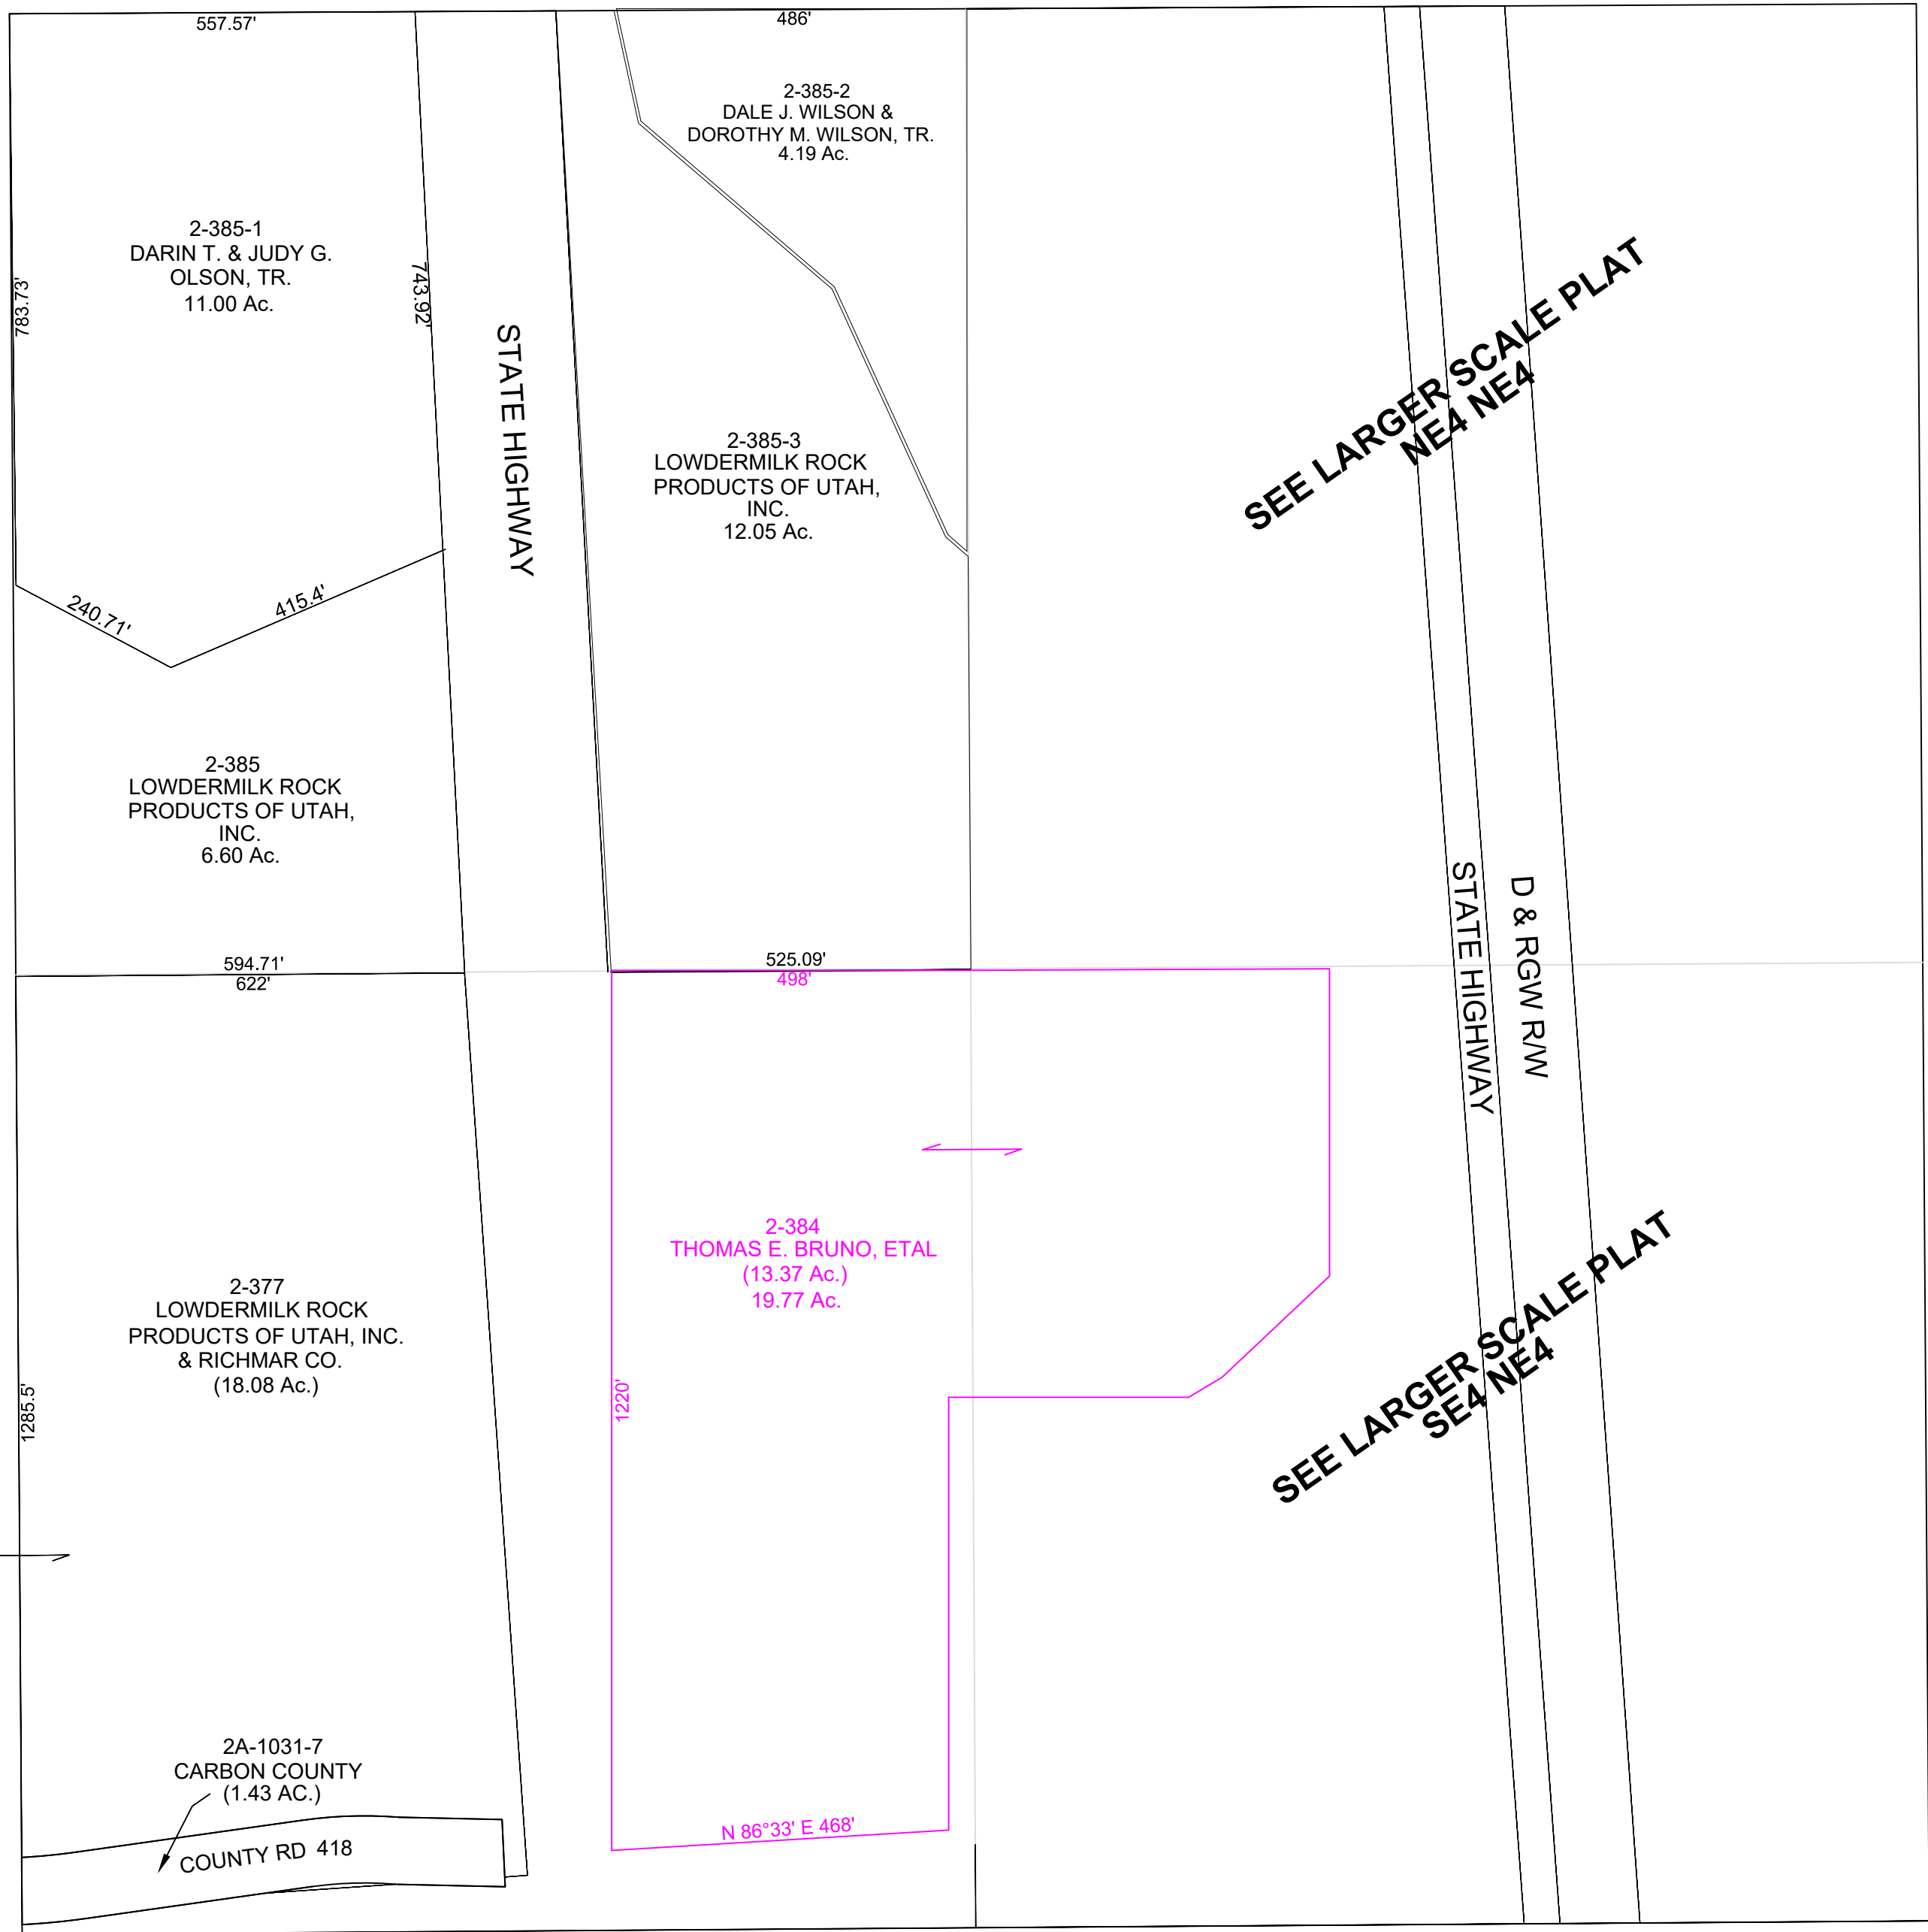 557.57'
486'
2-385-2
DALE J. WILSON &
DOROTHY M. WILSON, TR.
4.19 Ac.
2-385-1
DARIN T. & JUDY G.
OLSON, TR.
11.00 Ac.
783.73'
743.92'
STATE HIGHWAY
SEE LARGER SCALE PLAT
NE4 NE4
2-385-3
LOWDERMILK ROCK
PRODUCTS OF UTAH,
INC.
12.05 Ac.
240.71'
415.4'
2-385
LOWDERMILK ROCK
PRODUCTS OF UTAH,
INC.
6.60 Ac.
STATE HIGHWAY
D & RGW R/W
594.71'
622'
525.09'
498'
2-384
THOMAS E. BRUNO, ETAL
(13.37 Ac.)
19.77 Ac.
SEE LARGER SCALE PLAT
SE4 NE4
2-377
LOWDERMILK ROCK
PRODUCTS OF UTAH, INC.
& RICHMAR CO.
(18.08 Ac.)
1285.5'
1220'
2A-1031-7
CARBON COUNTY
(1.43 AC.)
N 86°33' E 468'
COUNTY RD 418